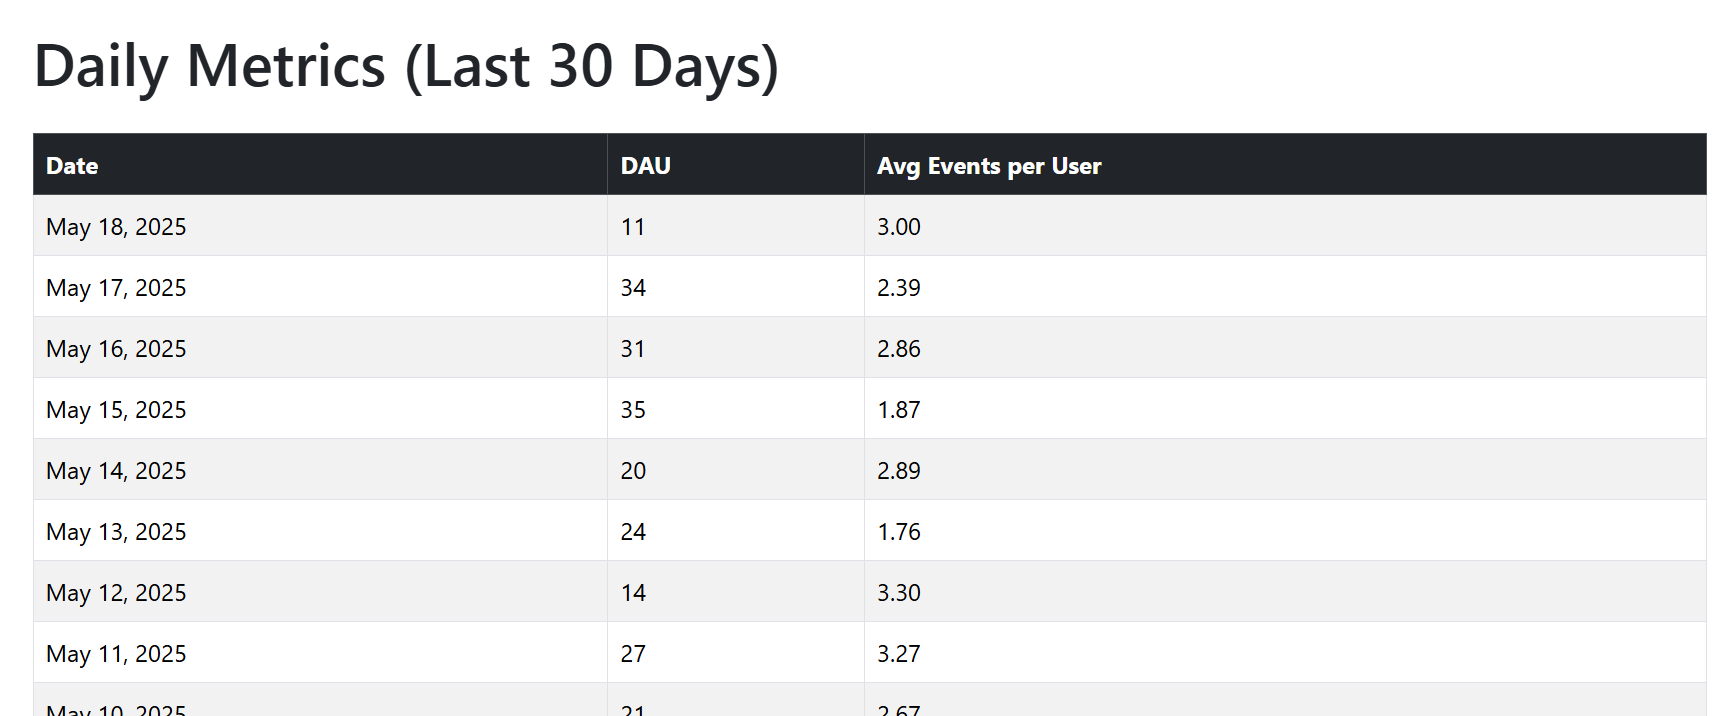 Daily Metrics (Last 30 Days)
Date DAU Avg Events per User
May 18, 2025 11 3.00
May 17, 2025 34 2.39
May 16, 2025 31 2.86
May 15, 2025 35 1.87
May 14, 2025 20 2.89
May 13, 2025 24 1.76
May 12, 2025 14 3.30
May 11, 2025 27 3.27
May 10, 2025 21 2.67